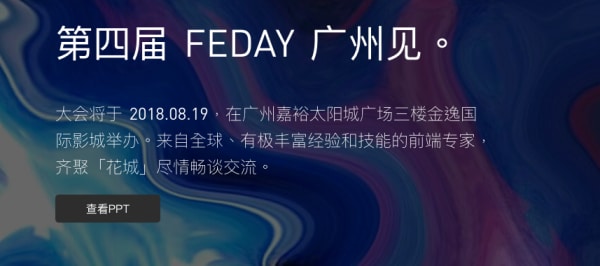 第四届 FEDAY 广州见。
大会将于 2018.08.19，在广州嘉裕太阳城广场三楼金逸国
际影城举办。来自全球、有极丰富经验和技能的前端专家，
齐聚「花城」尽情畅谈交流。
查看PPT